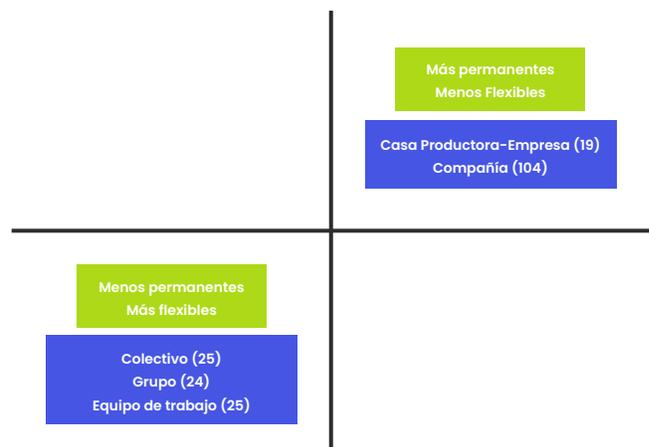 Más permanentes
Menos Flexibles
Casa Productora-Empresa (19)
Compañía (104)
Menos permanentes
Más flexibles
Colectivo (25)
Grupo (24)
Equipo de trabajo (25)